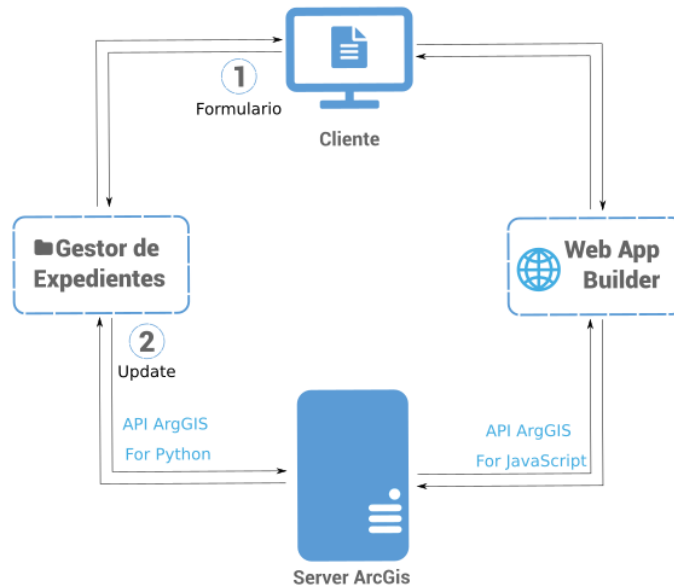 1
Formulario
Cliente
Gestor de
Expedientes
Web App
Builder
2
Update
API ArgGIS
For Python
API ArgGIS
For JavaScript
Server ArcGis